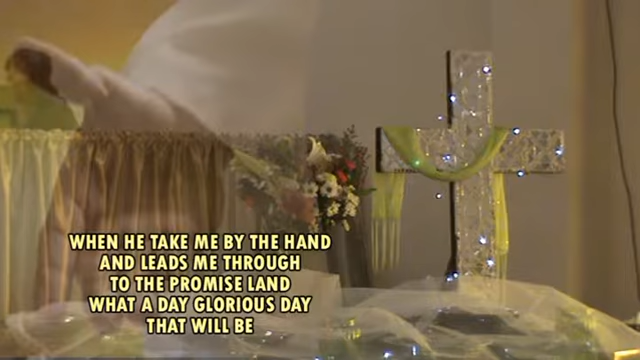 WHEN HE TAKE ME BY THE HAND
AND LEADS ME THROUGH
TO THE PROMISE LAND
WHAT A DAY GLORIOUS DAY
THAT WILL BE